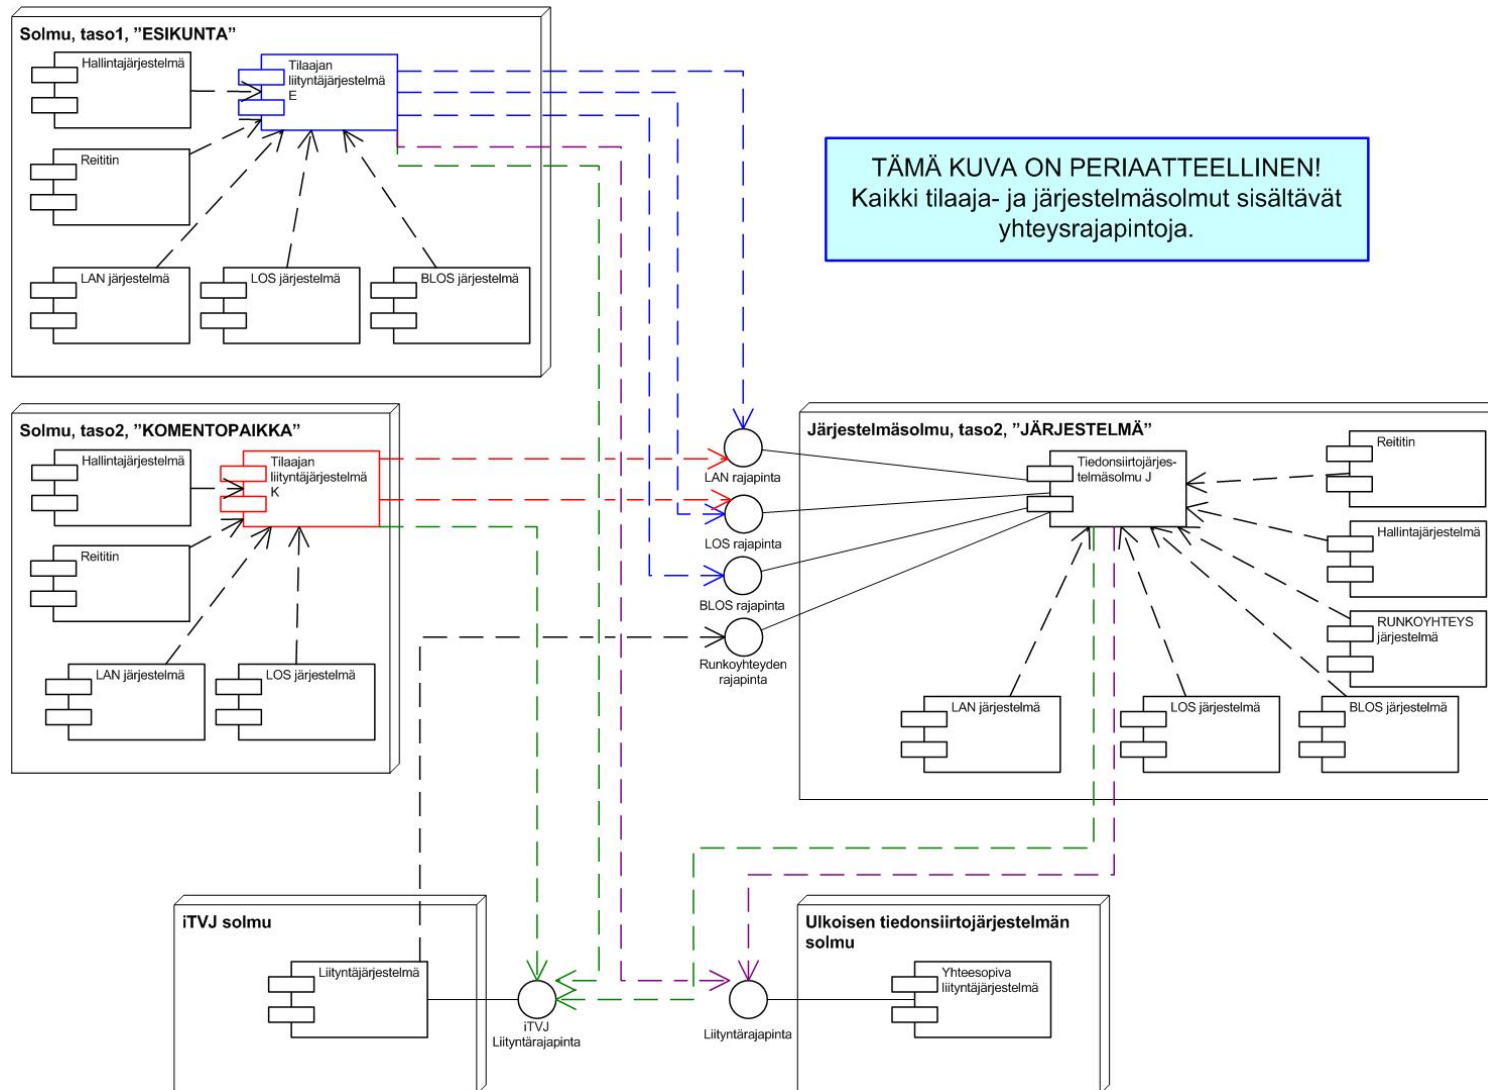 Solmu, taso1, ”ESIKUNTA”
Hallintajärjestelmä
Tilaajan
liityntäjärjestelmä
E
Reititin
LAN järjestelmä
LOS järjestelmä
BLOS järjestelmä
TÄMÄ KUVA ON PERIAATTEELLINEN!
Kaikki tilaaja- ja järjestelmäsolmut sisältävät
yhteysrajapintoja.
Solmu, taso2, ”KOMENTOPAIKKA”
Hallintajärjestelmä
Tilaajan
liityntäjärjestelmä
K
Reititin
LAN järjestelmä
LOS järjestelmä
LAN rajapinta
LOS rajapinta
BLOS rajapinta
Runkoyhteyden
rajapinta
Järjestelmäsolmu, taso2, ”JÄRJESTELMÄ”
Tiedonsiirtojärjes-
telmäsolmu J
Reititin
Hallintajärjestelmä
RUNKOYHTEYS
järjestelmä
LAN järjestelmä
LOS järjestelmä
BLOS järjestelmä
iTVJ solmu
Liityntäjärjestelmä
iTVJ
Liityntärajapinta
Liityntärajapinta
Ulkoisen tiedonsiirtojärjestelmän
solmu
Yhteesopiva
liityntäjärjestelmä